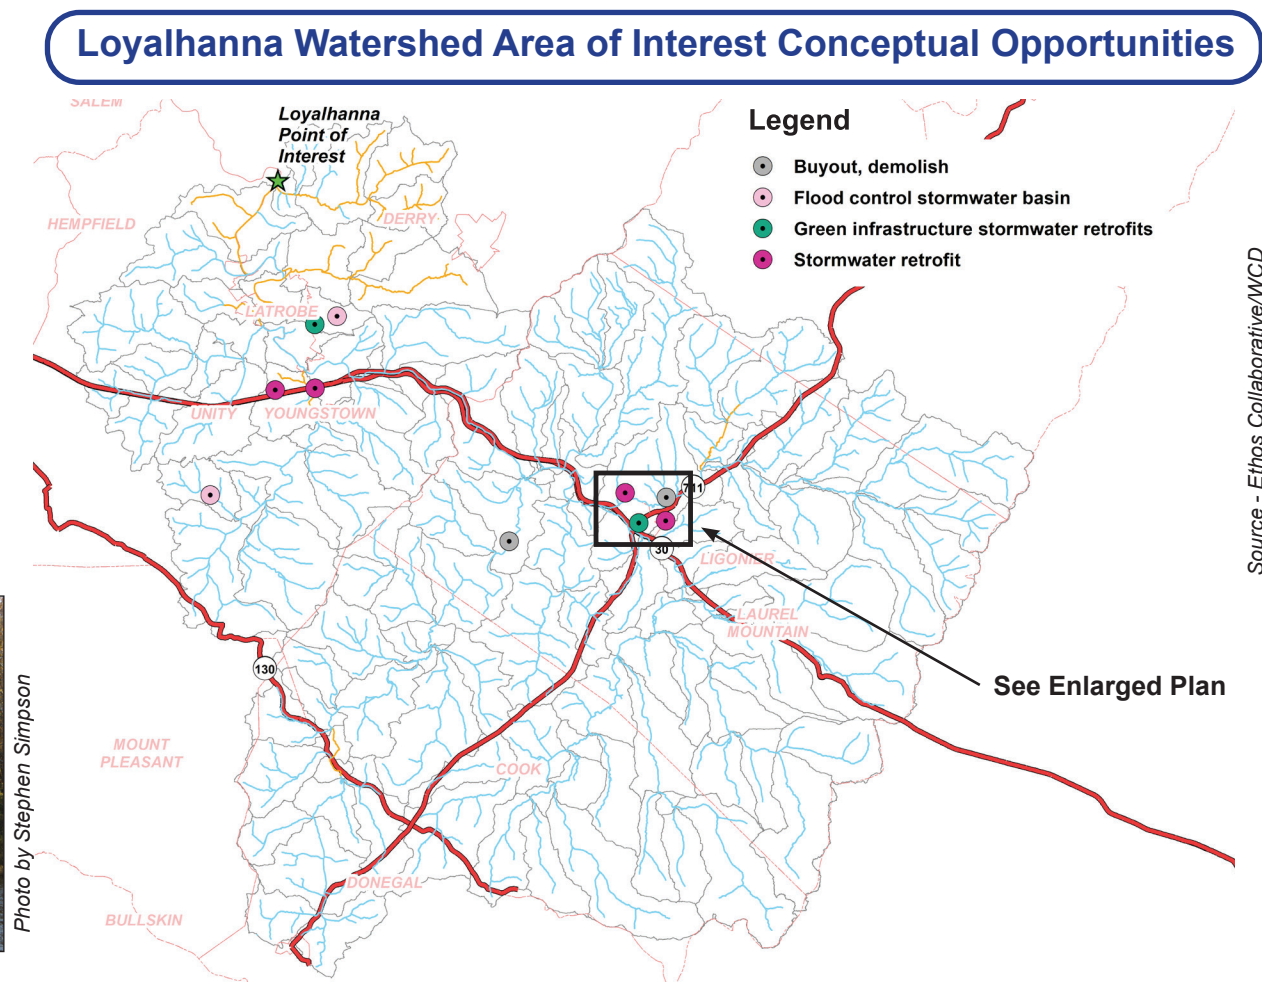 Loyalhanna Watershed Area of Interest Conceptual Opportunities
SALEM
Loyalhanna
Point of
Interest
Legend
Buyout, demolish
Flood control stormwater basin
Green infrastructure stormwater retrofits
Stormwater retrofit
HEMPFIELD
DERRY
LATROBE
UNITY
YOUNGSTOWN
711
30
LIGONIER
LAUREL
MOUNTAIN
See Enlarged Plan
130
MOUNT
PLEASANT
COOK
DONEGAL
BULLSKIN
Photo by Stephen Simpson
Source - Ethos Collaborative/WCD